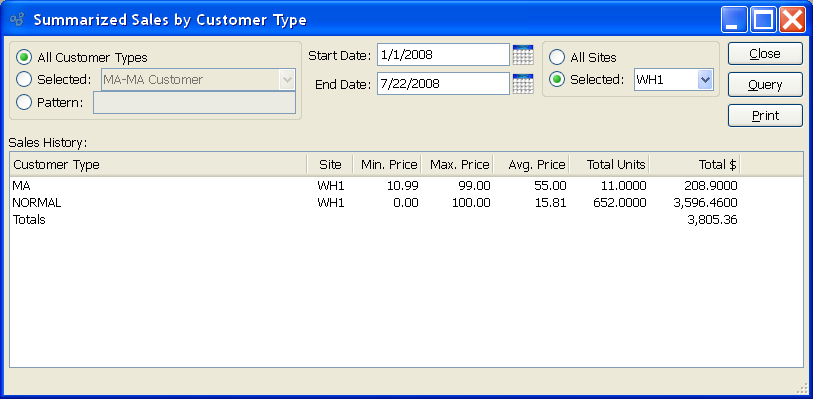 Summarized Sales by Customer Type
All Customer Types
Selected: MA-MA Customer
Pattern:
Start Date: 1/1/2008
End Date: 7/22/2008
All Sites
Selected: WH1
Close
Query
Print
Sales History:
Customer Type Site Min. Price Max. Price Avg. Price Total Units Total $
MA WH1 10.99 99.00 55.00 11.0000 208.9000
NORMAL WH1 0.00 100.00 15.81 652.0000 3,596.4600
Totals 3,805.36